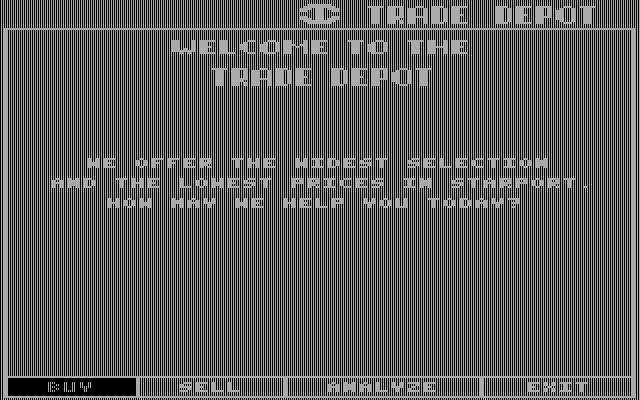 TRADE DEPOT
WELCOME TO THE
TRADE DEPOT
WE OFFER THE WIDEST SELECTION
AND THE LOWEST PRICES IN STARPORT.
HOW MAY WE HELP YOU TODAY?
BUY SELL ANALYZE EXIT